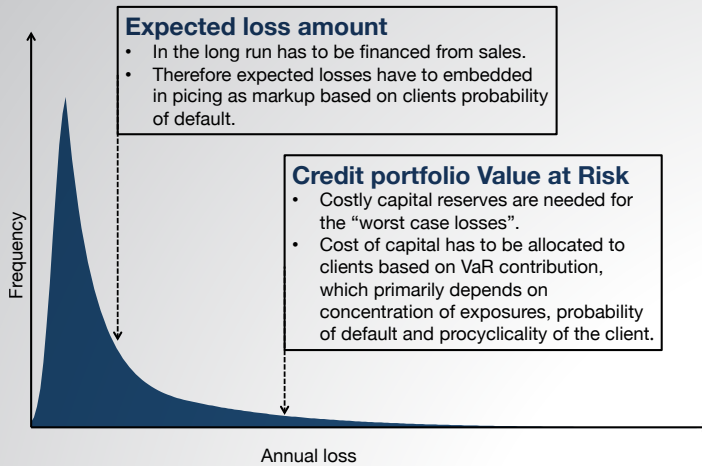 Expected loss amount
• In the long run has to be financed from sales.
• Therefore expected losses have to embedded
in picing as markup based on clients probability
of default.
Credit portfolio Value at Risk
• Costly capital reserves are needed for
the “worst case losses”.
• Cost of capital has to be allocated to
clients based on VaR contribution,
which primarily depends on
concentration of exposures, probability
of default and procyclicality of the client.
Frequency
Annual loss